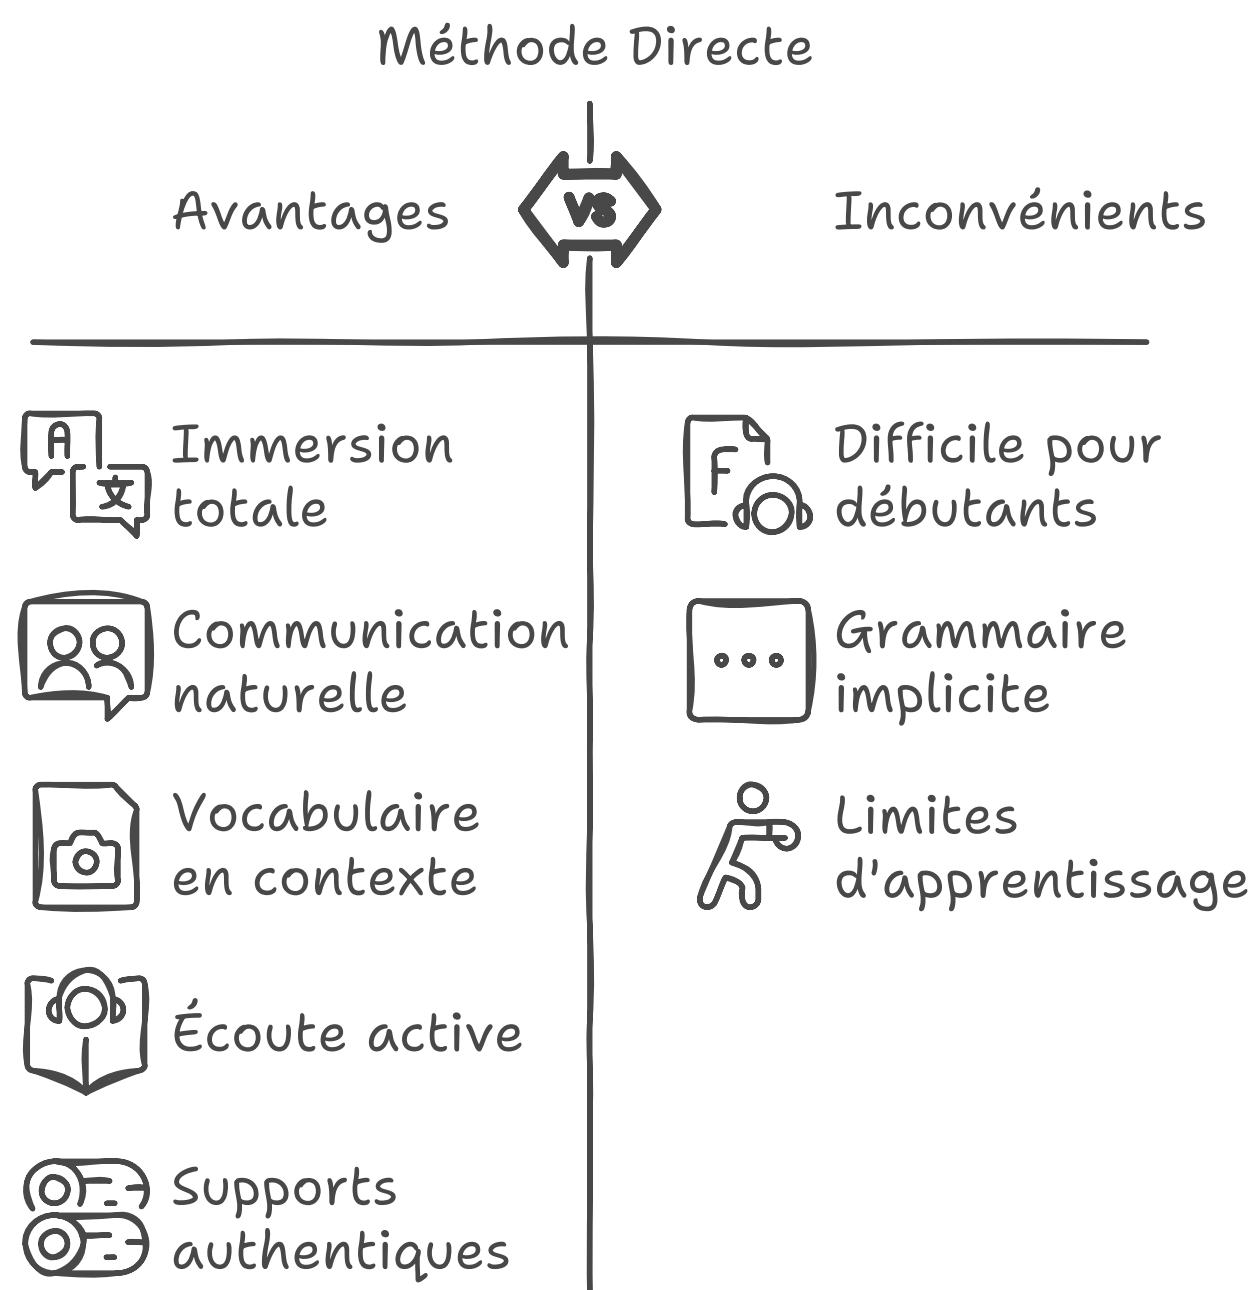 Méthode Directe
Avantages
VS
Inconvénients
A
文
Immersion
totale
Communication
naturelle
Vocabulaire
en contexte
Écoute active
Supports
authentiques
F
Difficile pour
débutants
Grammaire
implicite
Limites
d'apprentissage